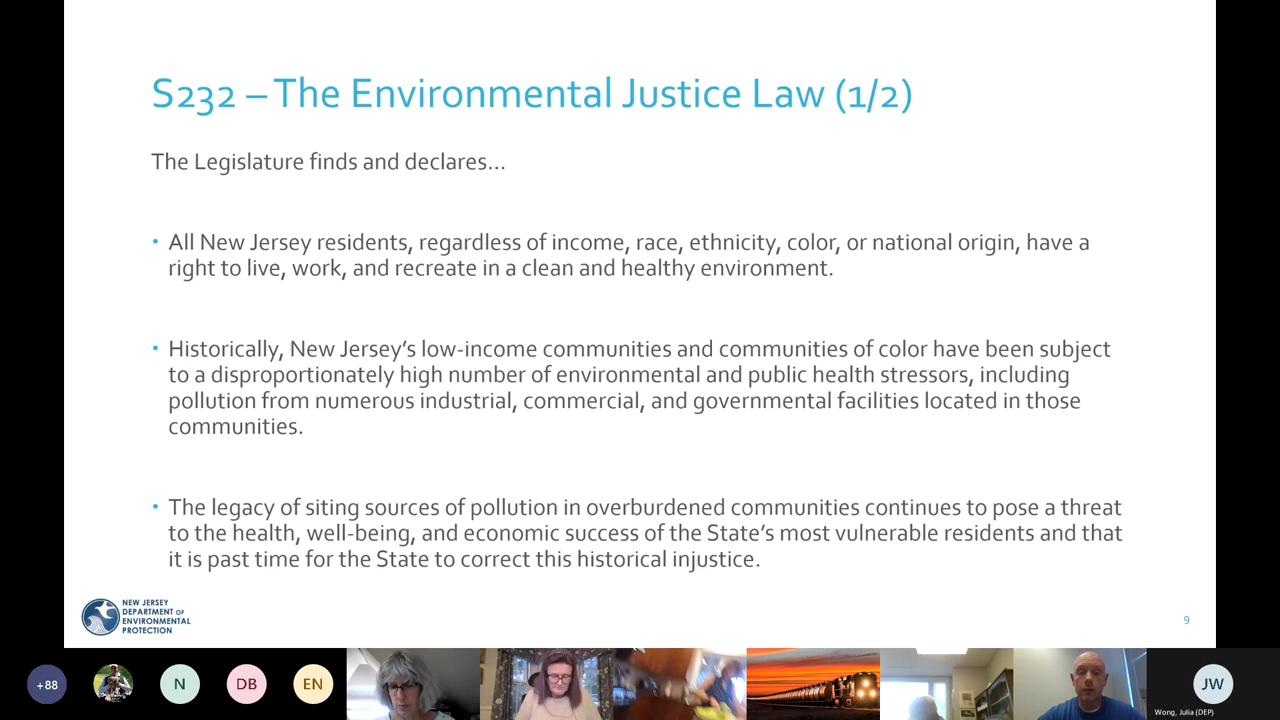 S232 – The Environmental Justice Law (1/2)
The Legislature finds and declares…
• All New Jersey residents, regardless of income, race, ethnicity, color, or national origin, have a
right to live, work, and recreate in a clean and healthy environment.
• Historically, New Jersey’s low-income communities and communities of color have been subject
to a disproportionately high number of environmental and public health stressors, including
pollution from numerous industrial, commercial, and governmental facilities located in those
communities.
• The legacy of siting sources of pollution in overburdened communities continues to pose a threat
to the health, well-being, and economic success of the State’s most vulnerable residents and that
it is past time for the State to correct this historical injustice.
NEW JERSEY
DEPARTMENT OF
ENVIRONMENTAL
PROTECTION
9
+88
N
DB
EN
JW
Wong, Julia (DEP)